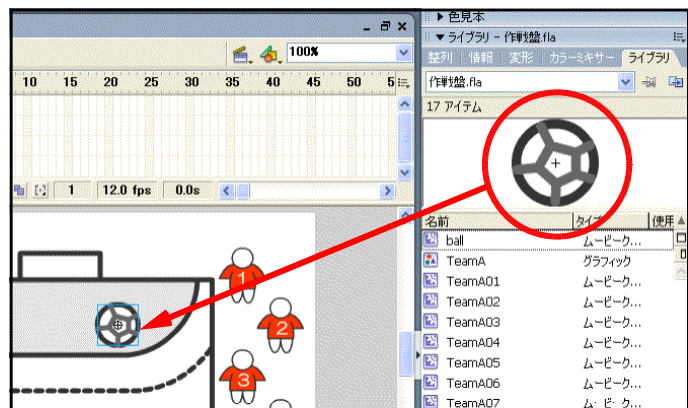 ▶ 色見本
▼ ライブラリ - 作戦盤.fla
整列 情報 変形 カラーミキサー ライブラリ
作戦盤.fla
17 アイテム
100%
10 15 20 25 30 35 40 45 50 5
1 12.0 fps 0.0s
名前 タイプ 使用
ball ムービーク...
TeamA グラフィック
TeamA01 ムービーク...
TeamA02 ムービーク...
TeamA03 ムービーク...
TeamA04 ムービーク...
TeamA05 ムービーク...
TeamA06 ムービーク...
TeamA07 ムービーク...
1
2
3